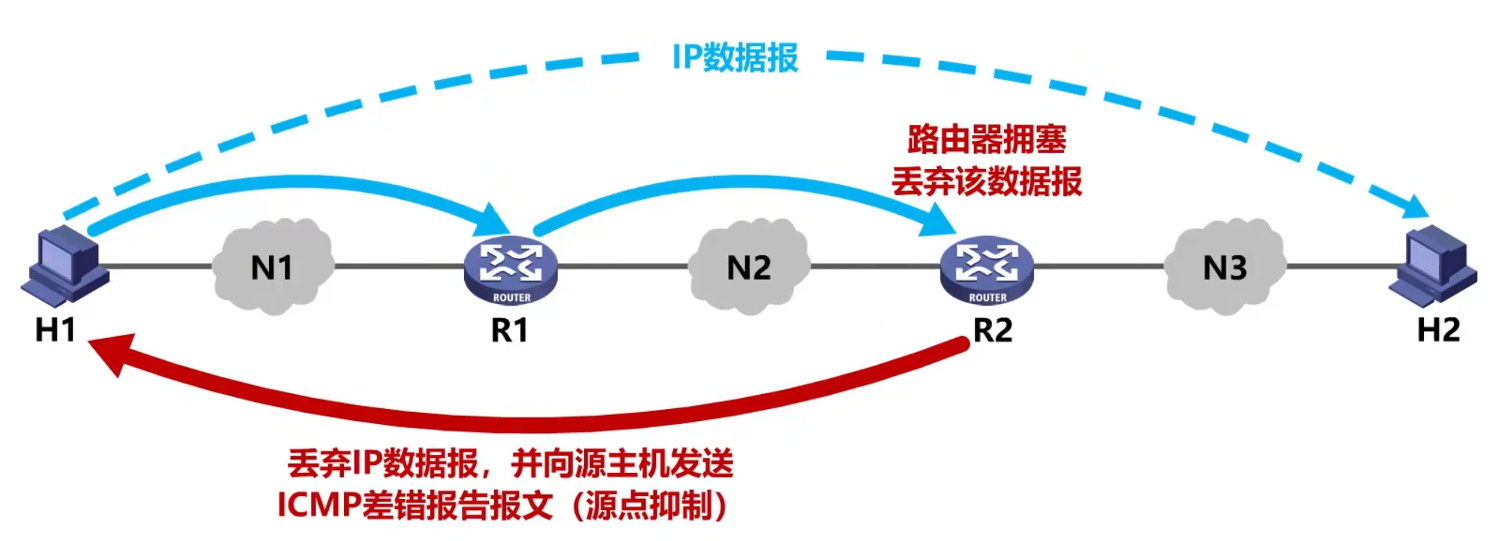 IP数据报
路由器拥塞
丢弃该数据报
N1
N2
N3
ROUTER
ROUTER
H1
R1
R2
H2
丢弃IP数据报，并向源主机发送
ICMP差错报告报文（源点抑制）